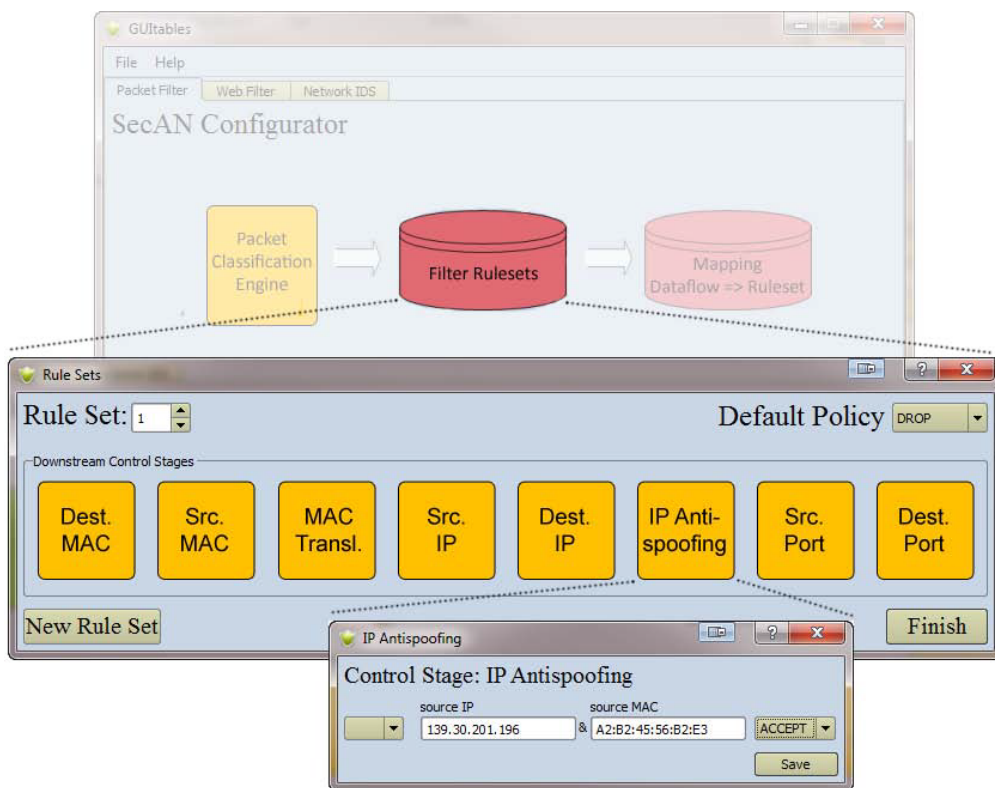 GUItables
File Help
Packet Filter Web Filter Network IDS
SecAN Configurator
Packet
Classification
Engine
Filter Rulesets
Mapping
Dataflow => Ruleset
Rule Sets
?
X
Rule Set: 1
Default Policy DROP
Downstream Control Stages
Dest.
MAC
Src.
MAC
MAC
Transl.
Src.
IP
Dest.
IP
IP Anti-
spoofing
Src.
Port
Dest.
Port
New Rule Set
Finish
IP Antispoofing
?
X
Control Stage: IP Antispoofing
source IP
source MAC
139.30.201.196 & A2:B2:45:56:B2:E3 ACCEPT
Save